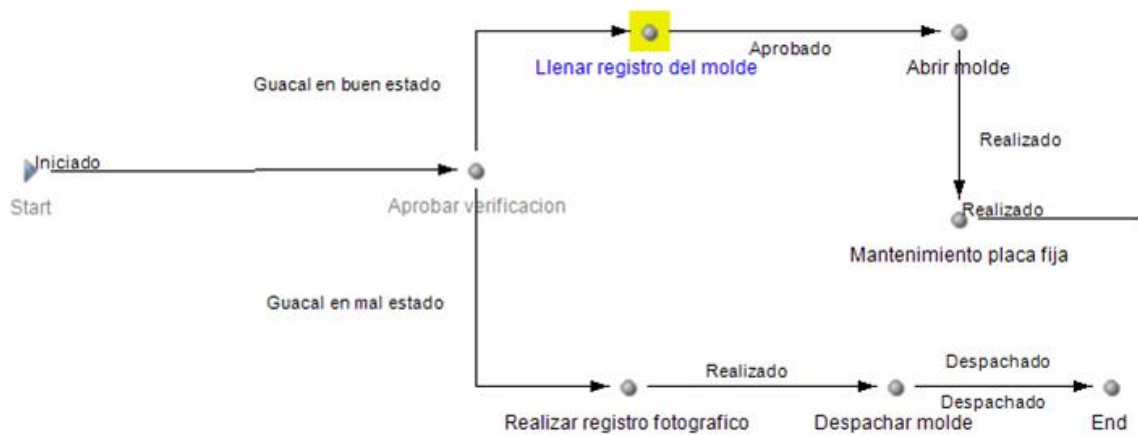 Llenar registro del molde
Aprobado
Abrir molde
Guacal en buen estado
Realizado
Iniciado
Start
Aprobar verificacion
Realizado
Mantenimiento placa fija
Guacal en mal estado
Realizado
Despachado
Despachado
Realizar registro fotografico
Despachar molde
End